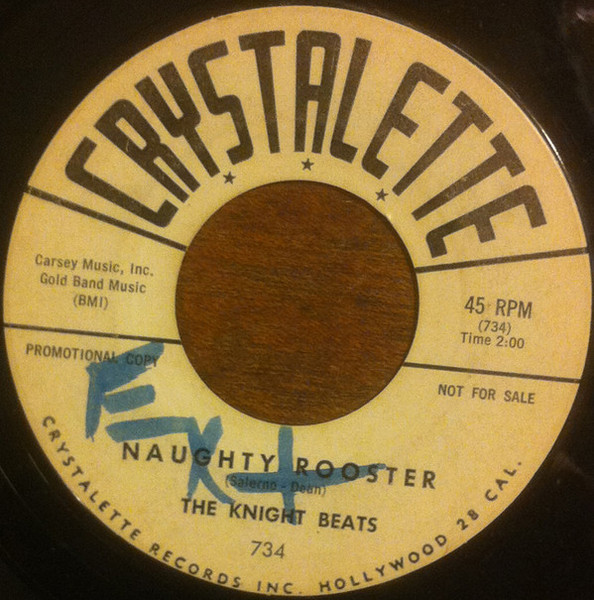 CRYSTALETTE
Carsey Music, Inc.
Gold Band Music
(BMI)
45 RPM
(734)
Time 2:00
PROMOTIONAL COPY
NOT FOR SALE
Ext
NAUGHTY ROOSTER
(Salerno - Dean)
THE KNIGHT BEATS
734
CRYSTALETTE RECORDS INC. HOLLYWOOD 28 CAL.